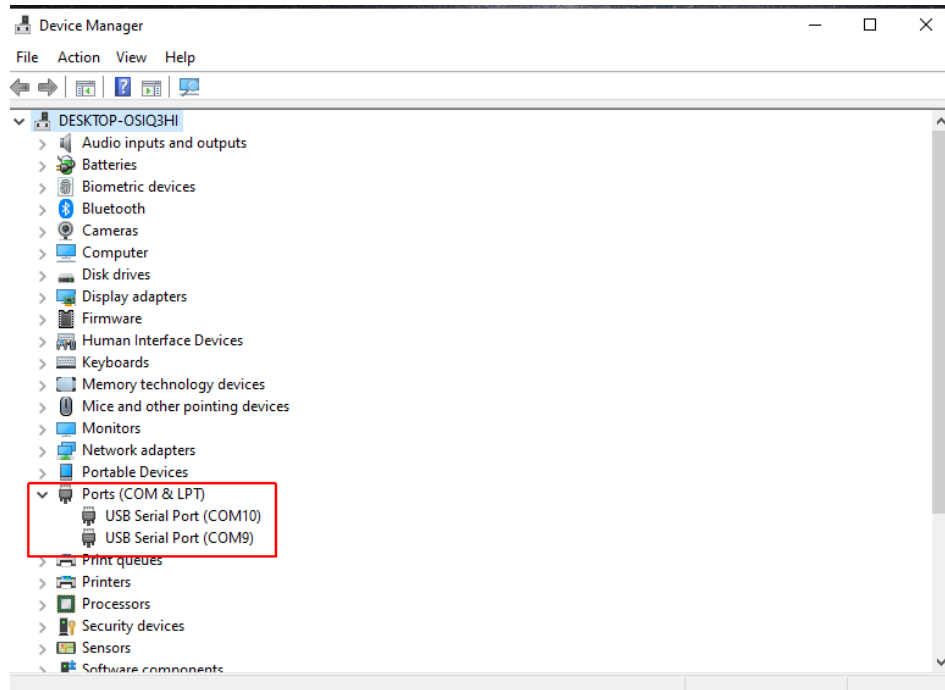 Device Manager
File Action View Help
DESKTOP-OSIQ3HI
Audio inputs and outputs
Batteries
Biometric devices
Bluetooth
Cameras
Computer
Disk drives
Display adapters
Firmware
Human Interface Devices
Keyboards
Memory technology devices
Mice and other pointing devices
Monitors
Network adapters
Portable Devices
Ports (COM & LPT)
USB Serial Port (COM10)
USB Serial Port (COM9)
Print queues
Printers
Processors
Security devices
Sensors
Software components